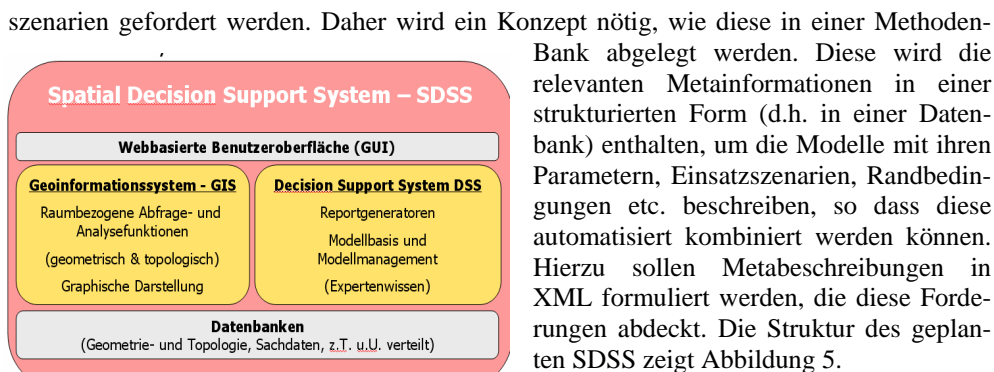 szenarien gefordert werden. Daher wird ein Konzept nötig, wie diese in einer Methoden-
Bank abgelegt werden. Diese wird die
relevanten Metainformationen in einer
strukturierten Form (d.h. in einer Daten-
bank) enthalten, um die Modelle mit ihren
Parametern, Einsatzszenarien, Randbedin-
gungen etc. beschreiben, so dass diese
automatisiert kombiniert werden können.
Hierzu sollen Metabeschreibungen in
XML formuliert werden, die diese Forde-
rungen abdeckt. Die Struktur des geplan-
ten SDSS zeigt Abbildung 5.
Spatial Decision Support System – SDSS
Webbasierte Benutzeroberfläche (GUI)
Geoinformationssystem - GIS
Raumbezogene Abfrage- und
Analysefunktionen
(geometrisch & topologisch)
Graphische Darstellung
Decision Support System DSS
Reportgeneratoren
Modellbasis und
Modellmanagement
(Expertenwissen)
Datenbanken
(Geometrie- und Topologie, Sachdaten, z.T. u.U. verteilt)